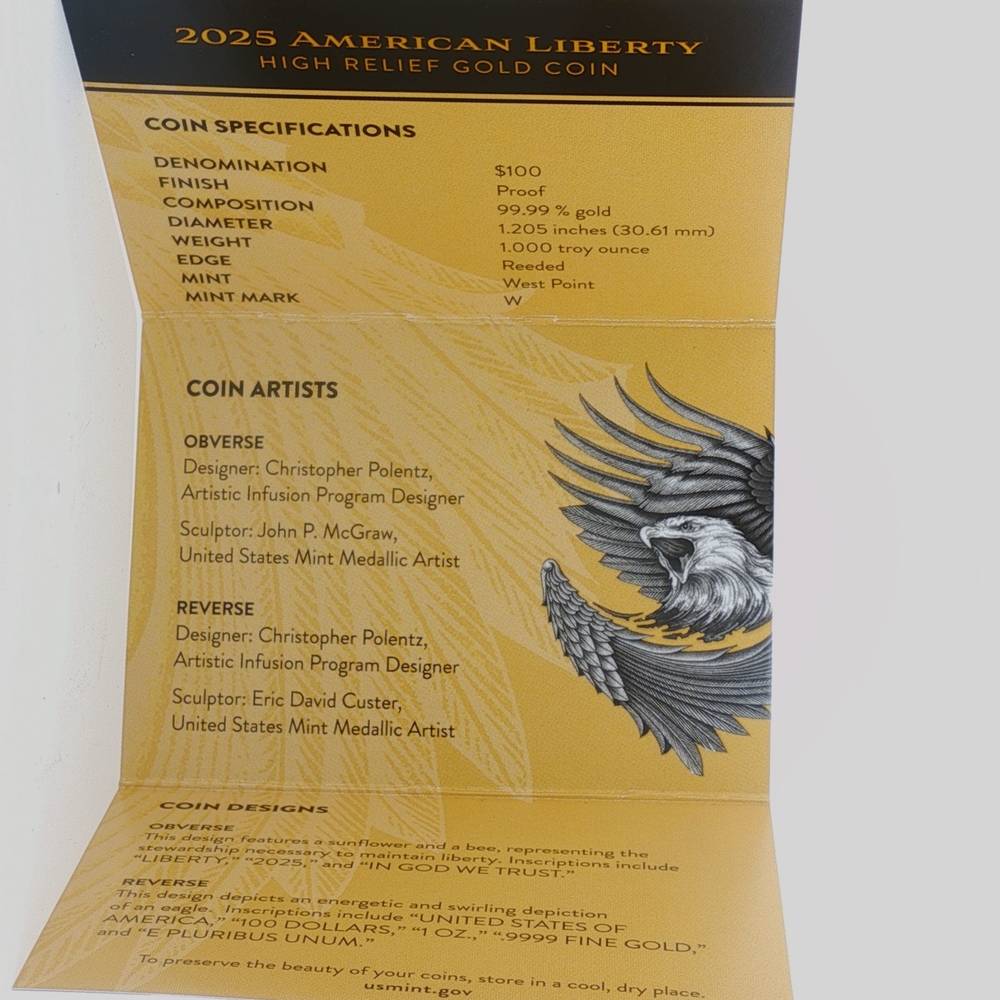 2025 AMERICAN LIBERTY
HIGH RELIEF GOLD COIN
COIN SPECIFICATIONS
DENOMINATION $100
FINISH Proof
COMPOSITION 99.99 % gold
DIAMETER 1.205 inches (30.61 mm)
WEIGHT 1.000 troy ounce
EDGE Reeded
MINT West Point
MINT MARK W
COIN ARTISTS
OBVERSE
Designer: Christopher Polentz,
Artistic Infusion Program Designer
Sculptor: John P. McGraw,
United States Mint Medallic Artist
REVERSE
Designer: Christopher Polentz,
Artistic Infusion Program Designer
Sculptor: Eric David Custer,
United States Mint Medallic Artist
COIN DESIGNS
OBVERSE
This design features a sunflower and a bee, representing the
stewardship necessary to maintain liberty. Inscriptions include
“LIBERTY,” “2025,” and “IN GOD WE TRUST.”
REVERSE
This design depicts an energetic and swirling depiction
of an eagle. Inscriptions include “UNITED STATES OF
AMERICA,” “100 DOLLARS,” “1 OZ.,” “.9999 FINE GOLD,”
and “E PLURIBUS UNUM.”
To preserve the beauty of your coins, store in a cool, dry place.
usmint.gov